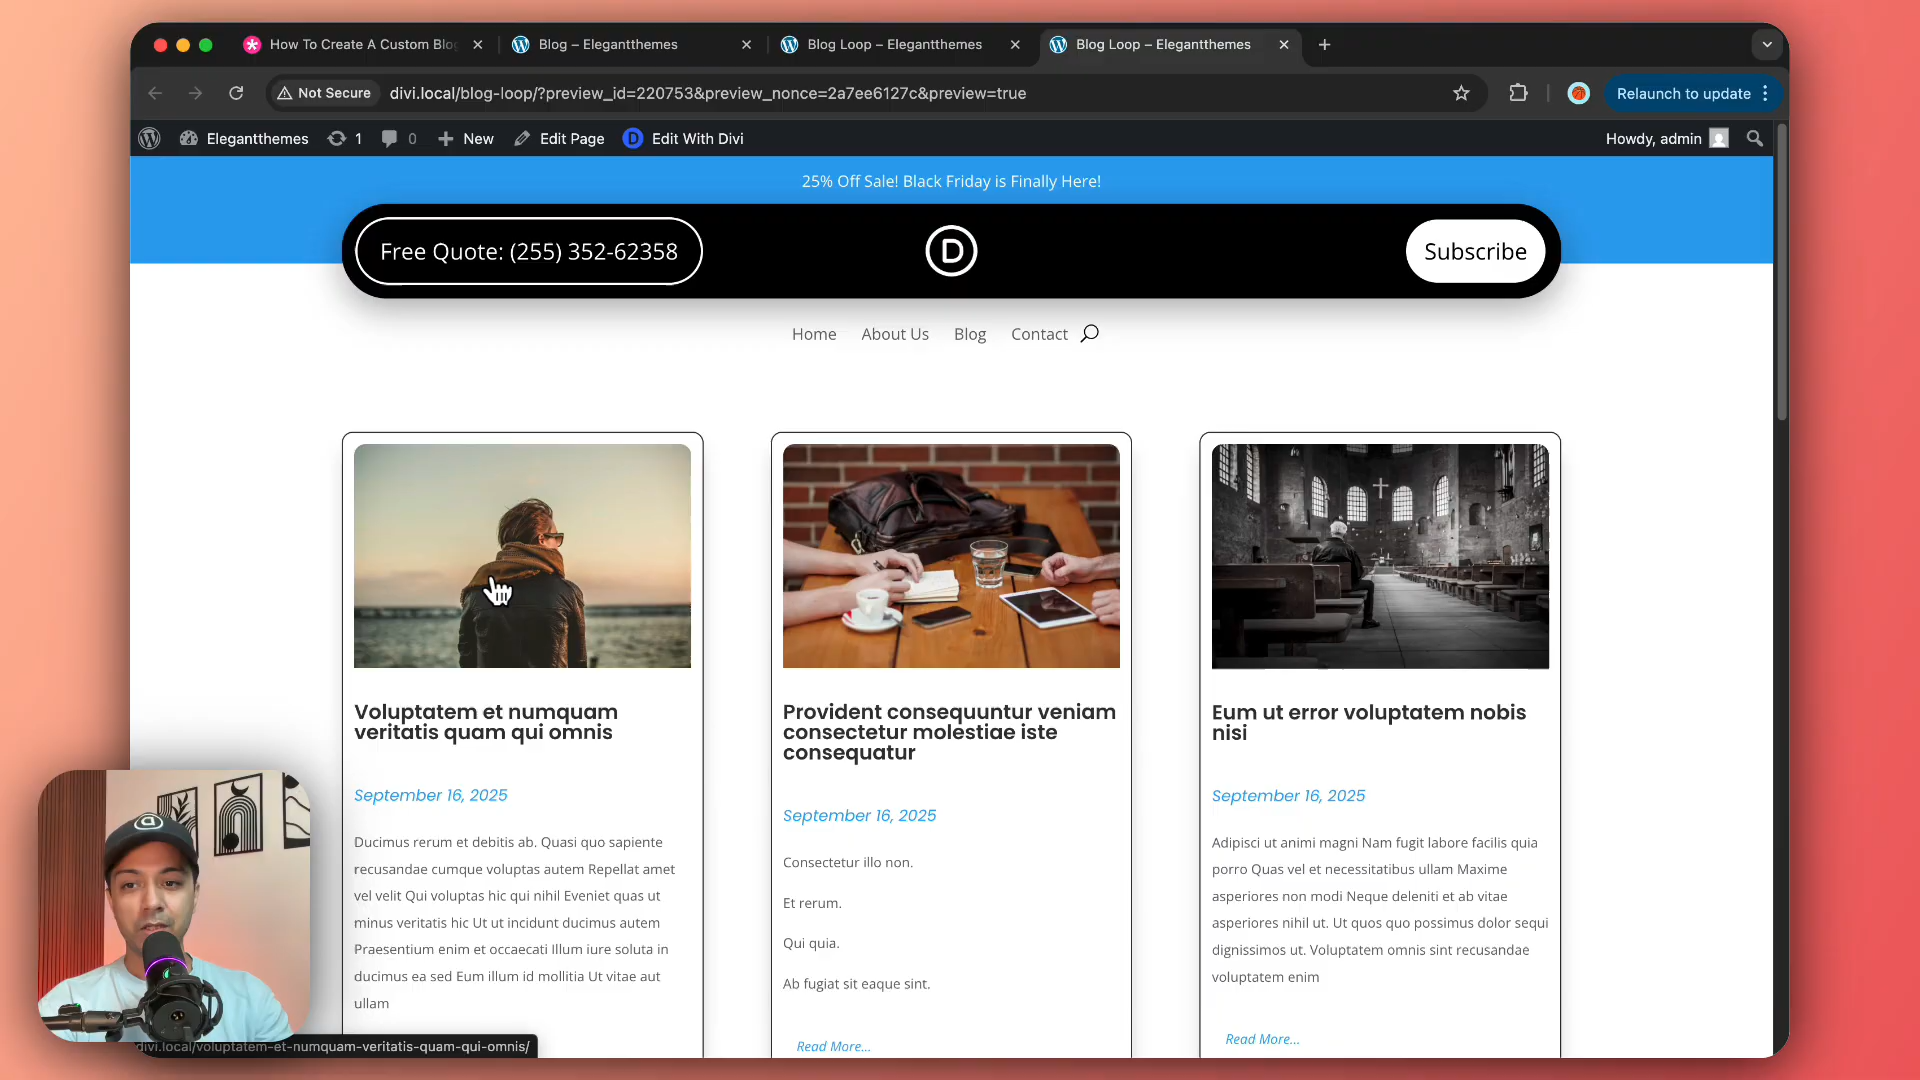 How To Create A Custom Blog
Blog – Elegantthemes
Blog Loop – Elegantthemes
Blog Loop – Elegantthemes
Not Secure
divi.local/blog-loop/?preview_id=220753&preview_nonce=2a7ee6127c&preview=true
Relaunch to update
Elegantthemes
1
0
New
Edit Page
D
Edit With Divi
Howdy, admin
25% Off Sale! Black Friday is Finally Here!
Free Quote: (255) 352-62358
D
Subscribe
Home
About Us
Blog
Contact
Voluptatem et numquam
veritatis quam qui omnis
September 16, 2025
Ducimus rerum et debitis ab. Quasi quo sapiente
recusandae cumque voluptas autem Repellat amet
vel velit Qui voluptas hic qui nihil Eveniet quas ut
minus veritatis hic Ut ut incidunt ducimus autem
Praesentium enim et occaecati Illum iure soluta in
ducimus ea sed Eum illum id mollitia Ut vitae aut
ullam
Provident consequuntur veniam
consectetur molestiae iste
consequatur
September 16, 2025
Consectetur illo non.
Et rerum.
Qui quia.
Ab fugiat sit eaque sint.
Read More...
Eum ut error voluptatem nobis
nisi
September 16, 2025
Adipisci ut animi magni Nam fugit labore facilis quia
porro Quas vel et necessitatibus ullam Maxime
asperiores non modi Neque deleniti et ab vitae
asperiores nihil ut. Ut quos quo possimus dolor sequi
dignissimos ut. Voluptatem omnis sint recusandae
voluptatem enim
Read More...
divi.local/voluptatem-et-numquam-veritatis-quam-qui-omnis/